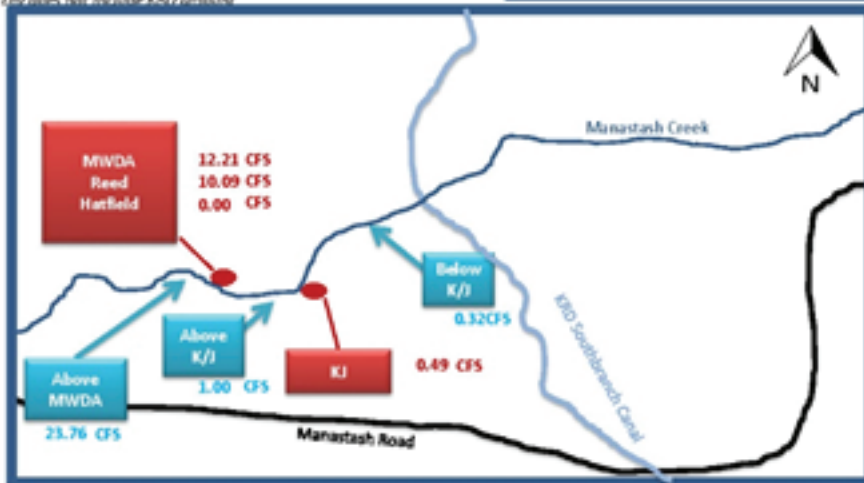 N
Manastash Creek
MWDA
Reed
Hatfield
12.21 CFS
10.09 CFS
0.00 CFS
Below
K/J
0.32CFS
Above
K/J
1.00 CFS
KJ
0.49 CFS
Above
MWDA
23.76 CFS
KRD Southbranch Canal
Manastash Road